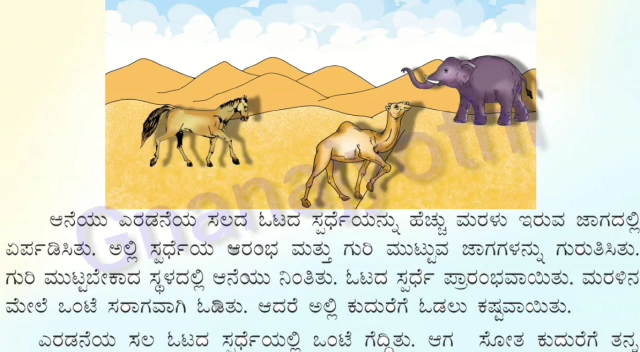 ಆನೆಯು ಎರಡನೆಯ ಸಲದ ಓಟದ ಸ್ಪರ್ಧೆಯನ್ನು ಹೆಚ್ಚು ಮರಳು ಇರುವ ಜಾಗದಲ್ಲಿ
ಏರ್ಪಡಿಸಿತು. ಅಲ್ಲಿ ಸ್ಪರ್ಧೆಯ ಆರಂಭ ಮತ್ತು ಗುರಿ ಮುಟ್ಟುವ ಜಾಗಗಳನ್ನು ಗುರುತಿಸಿತು.
ಗುರಿ ಮುಟ್ಟಬೇಕಾದ ಸ್ಥಳದಲ್ಲಿ ಆನೆಯು ನಿಂತಿತು. ಓಟದ ಸ್ಪರ್ಧೆ ಪ್ರಾರಂಭವಾಯಿತು. ಮರಳಿನ
ಮೇಲೆ ಒಂಟೆ ಸರಾಗವಾಗಿ ಓಡಿತು. ಆದರೆ ಅಲ್ಲಿ ಕುದುರೆಗೆ ಓಡಲು ಕಷ್ಟವಾಯಿತು.
ಎರಡನೆಯ ಸಲ ಓಟದ ಸ್ಪರ್ಧೆಯಲ್ಲಿ ಒಂಟೆ ಗೆದ್ದಿತು. ಆಗ ಸೋತ ಕುದುರೆಗೆ ತನ್ನ